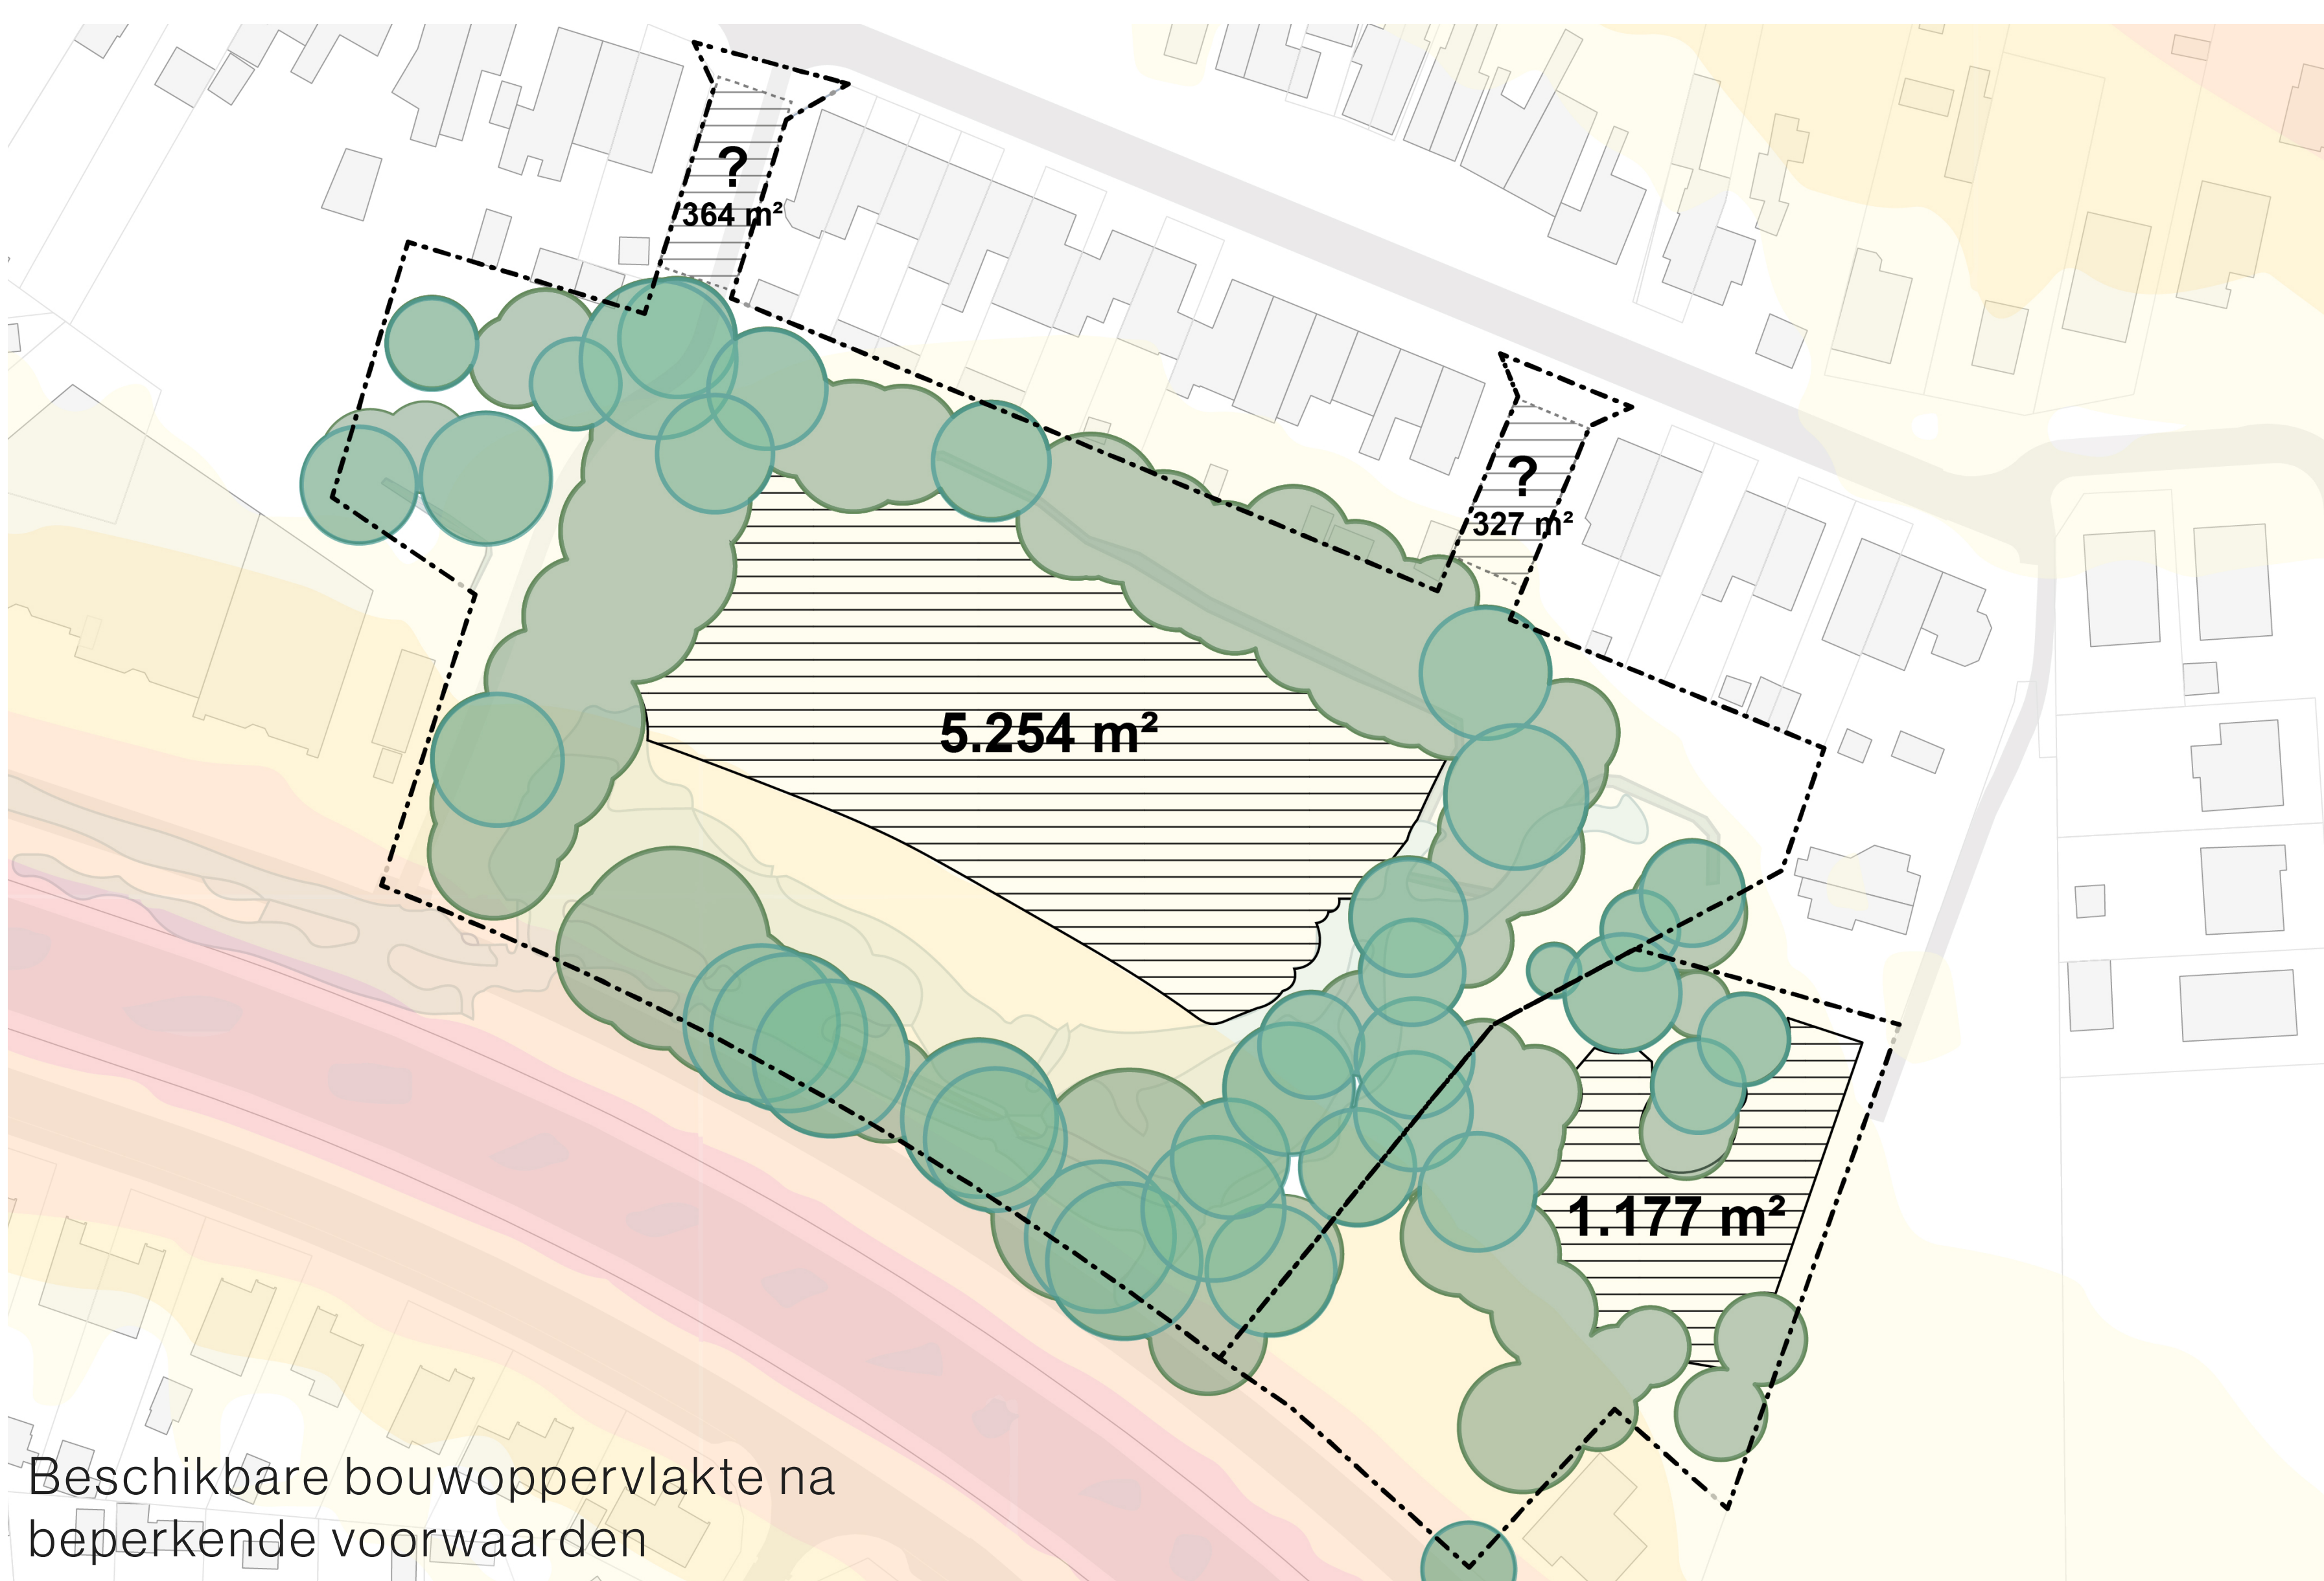 ?
364 m²
?
327 m²
5.254 m²
1.177 m²
Beschikbare bouwoppervlakte na
beperkende voorwaarden